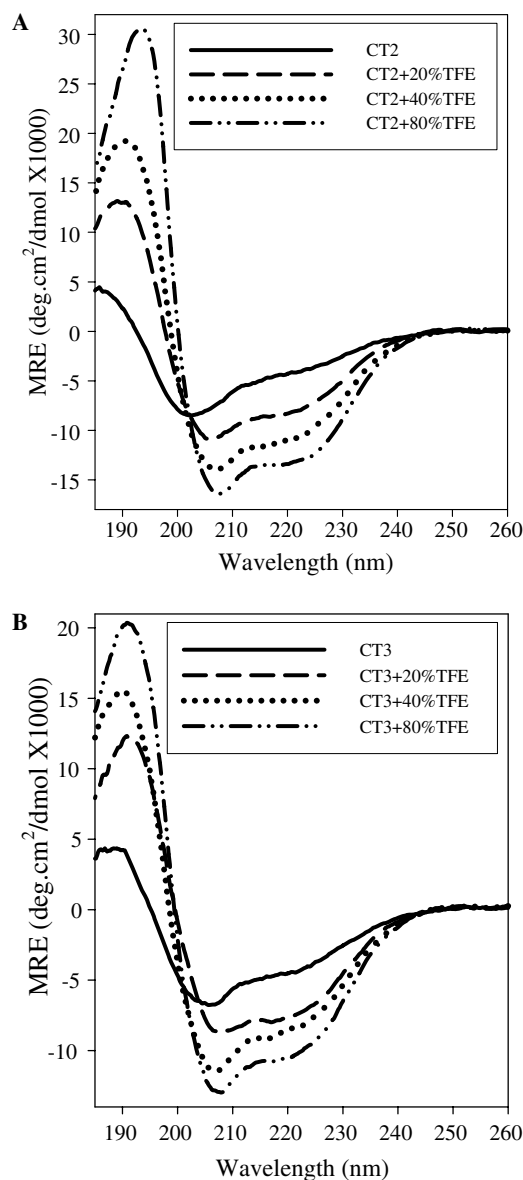 A
30
25
20
15
10
5
0
-5
-10
-15
MRE (deg.cm²/dmol X1000)
CT2
CT2+20%TFE
CT2+40%TFE
CT2+80%TFE
190 200 210 220 230 240 250 260
Wavelength (nm)
B
20
15
10
5
0
-5
-10
MRE (deg.cm²/dmol X1000)
CT3
CT3+20%TFE
CT3+40%TFE
CT3+80%TFE
190 200 210 220 230 240 250 260
Wavelength (nm)